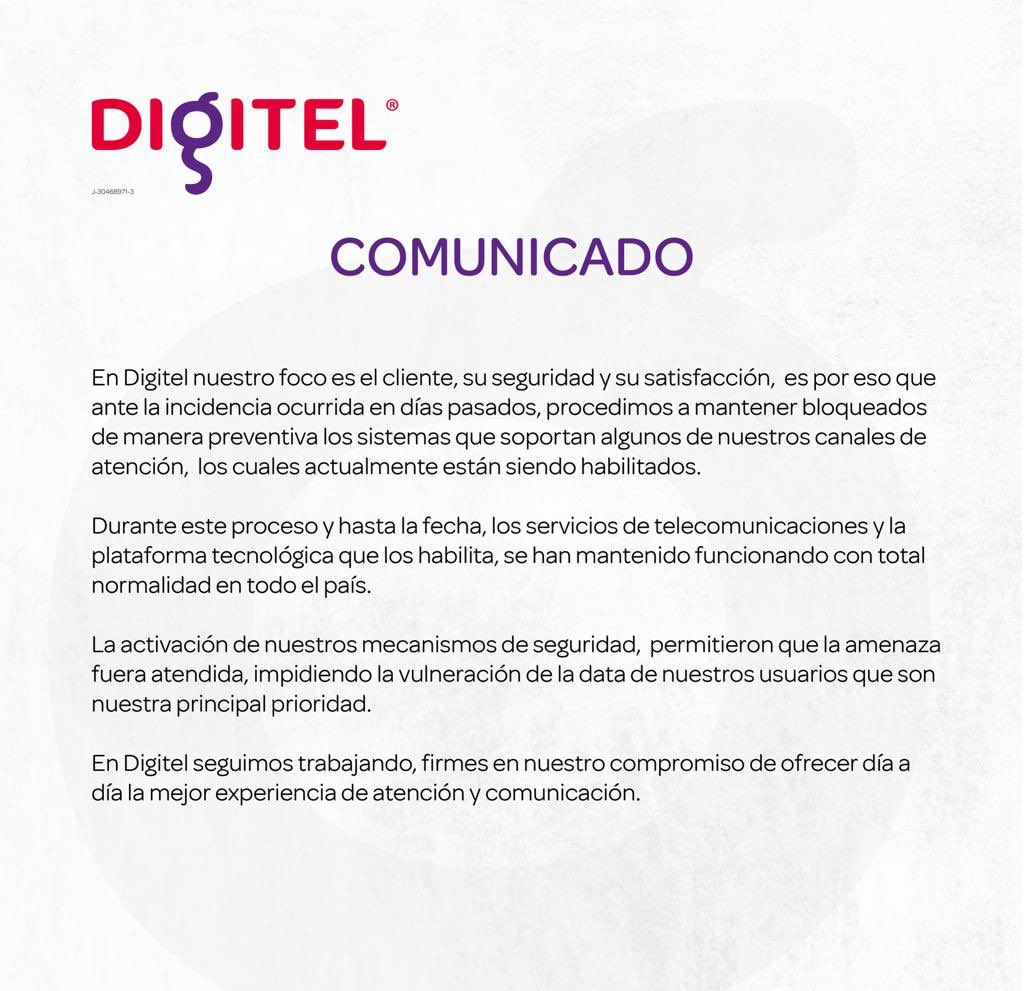 DIGITEL®
J-30468971-3
COMUNICADO
En Digitel nuestro foco es el cliente, su seguridad y su satisfacción,  es por eso que
ante la incidencia ocurrida en días pasados, procedimos a mantener bloqueados
de manera preventiva los sistemas que soportan algunos de nuestros canales de
atención,  los cuales actualmente están siendo habilitados.
Durante este proceso y hasta la fecha, los servicios de telecomunicaciones y la
plataforma tecnológica que los habilita, se han mantenido funcionando con total
normalidad en todo el país.
La activación de nuestros mecanismos de seguridad,  permitieron que la amenaza
fuera atendida, impidiendo la vulneración de la data de nuestros usuarios que son
nuestra principal prioridad.
En Digitel seguimos trabajando, firmes en nuestro compromiso de ofrecer día a
día la mejor experiencia de atención y comunicación.